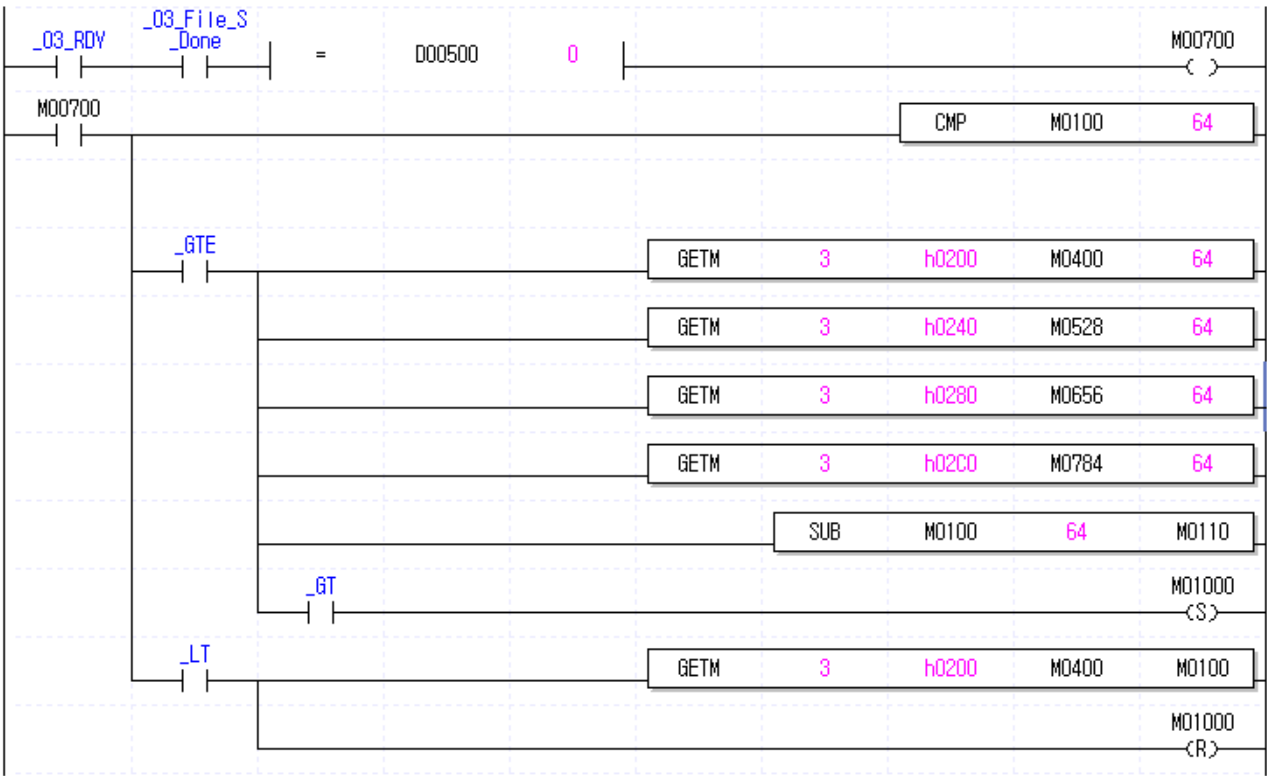 _03_RDY _03_File_S
_Done = D00500 0 M00700
( )
M00700 CMP M0100 64
_GTE GETM 3 h0200 M0400 64
GETM 3 h0240 M0528 64
GETM 3 h0280 M0656 64
GETM 3 h02C0 M0784 64
SUB M0100 64 M0110
_GT M01000
(S)
_LT GETM 3 h0200 M0400 M0100
M01000
(R)